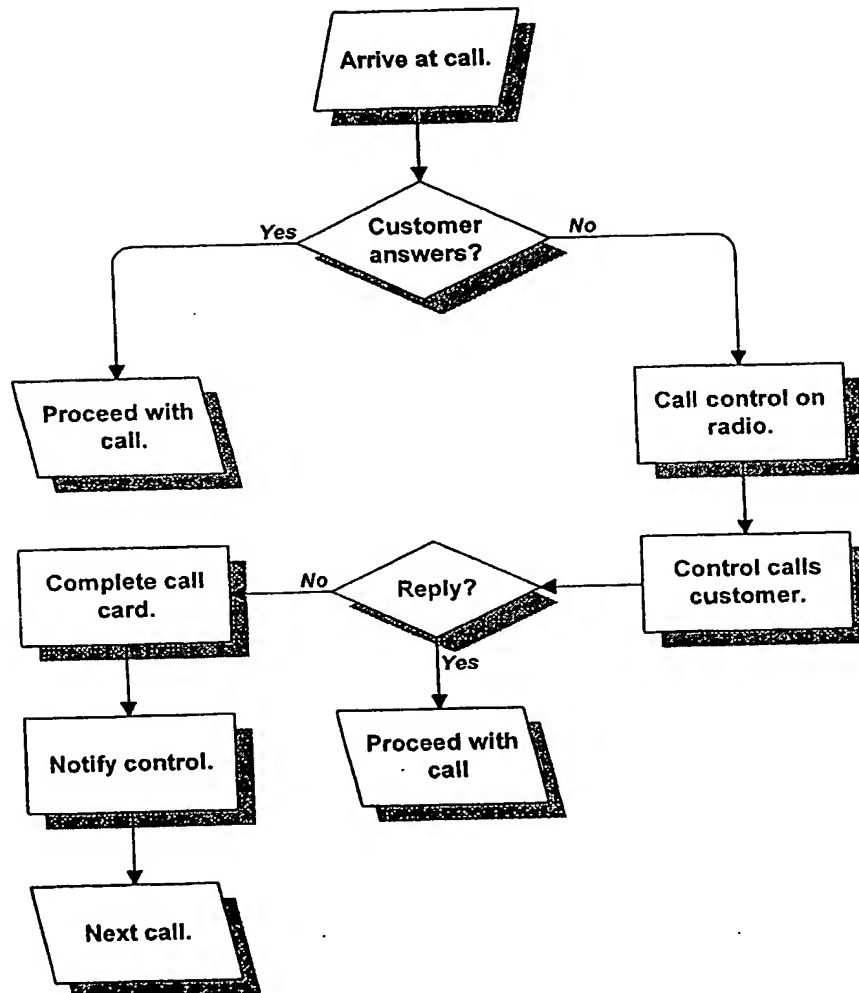 Arrive at call.
Customer
answers?
Yes
No
Proceed with
call.
Call control on
radio.
Control calls
customer.
Reply?
No
Yes
Complete call
card.
Proceed with
call
Notify control.
Next call.